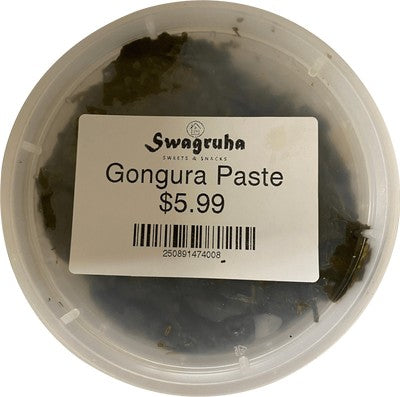 Swagruha
SWEETS & SNACKS
Gongura Paste
$5.99
250891474008